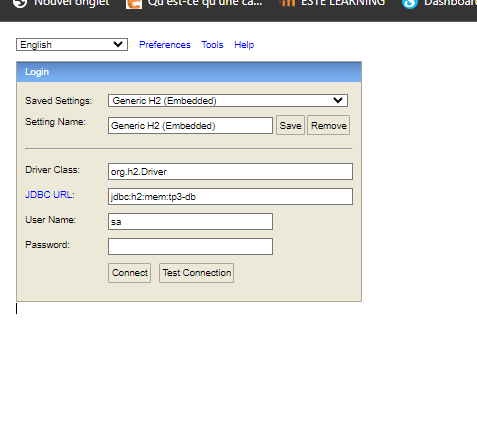 Nouvel onglet Qu'est-ce qu'une ca... ESTE LEARNING Dashboard
English Preferences Tools Help
Login
Saved Settings: Generic H2 (Embedded)
Setting Name: Generic H2 (Embedded) Save Remove
Driver Class: org.h2.Driver
JDBC URL: jdbc:h2:mem:tp3-db
User Name: sa
Password:
Connect Test Connection